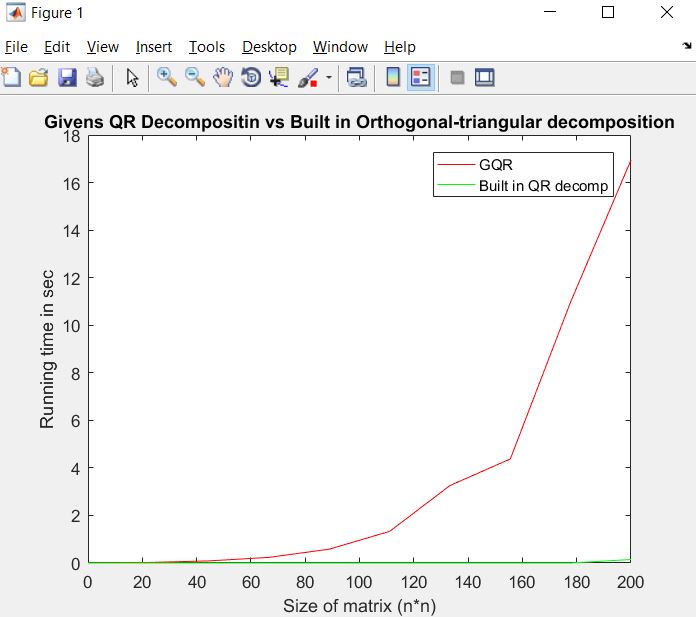 Figure 1
File Edit View Insert Tools Desktop Window Help
Givens QR Decompositin vs Built in Orthogonal-triangular decomposition
18
16
14
12
10
8
6
4
2
0
Running time in sec
GQR
Built in QR decomp
0 20 40 60 80 100 120 140 160 180 200
Size of matrix (n*n)